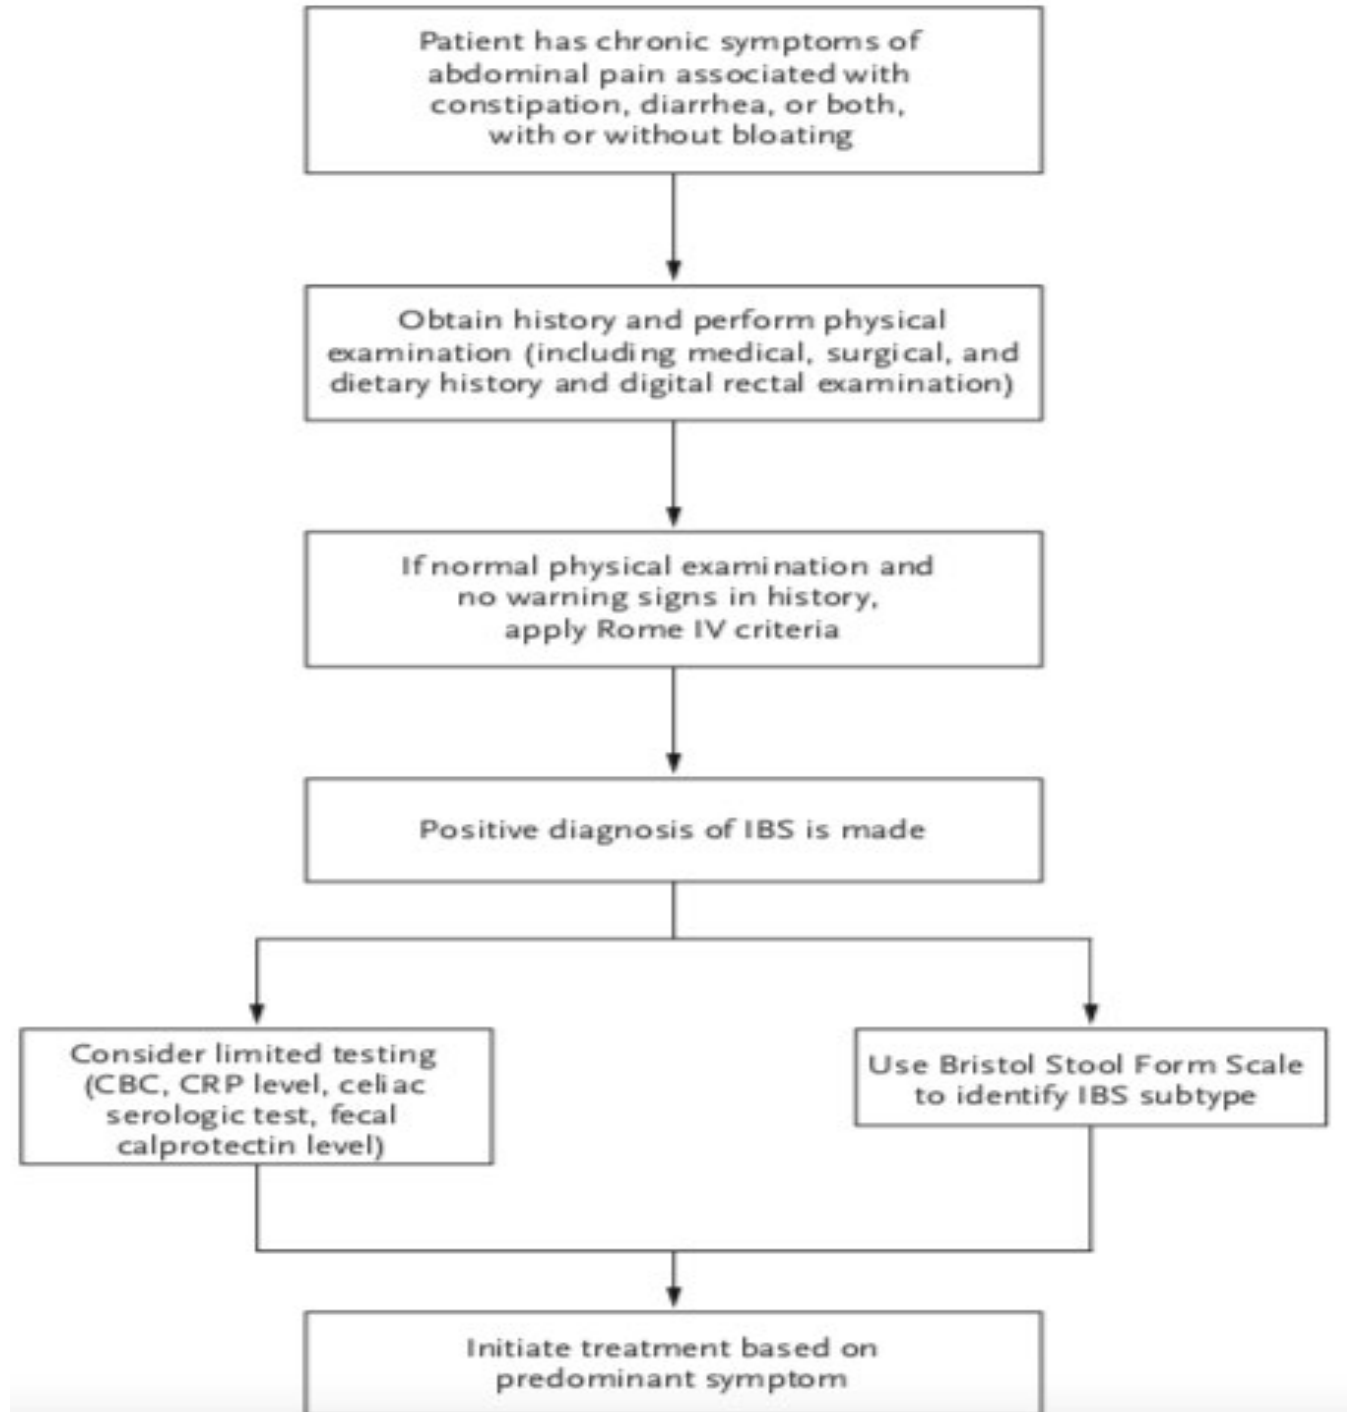 Patient has chronic symptoms of
abdominal pain associated with
constipation, diarrhea, or both,
with or without bloating
Obtain history and perform physical
examination (including medical, surgical, and
dietary history and digital rectal examination)
If normal physical examination and
no warning signs in history,
apply Rome IV criteria
Positive diagnosis of IBS is made
Consider limited testing
(CBC, CRP level, celiac
serologic test, fecal
calprotectin level)
Use Bristol Stool Form Scale
to identify IBS subtype
Initiate treatment based on
predominant symptom